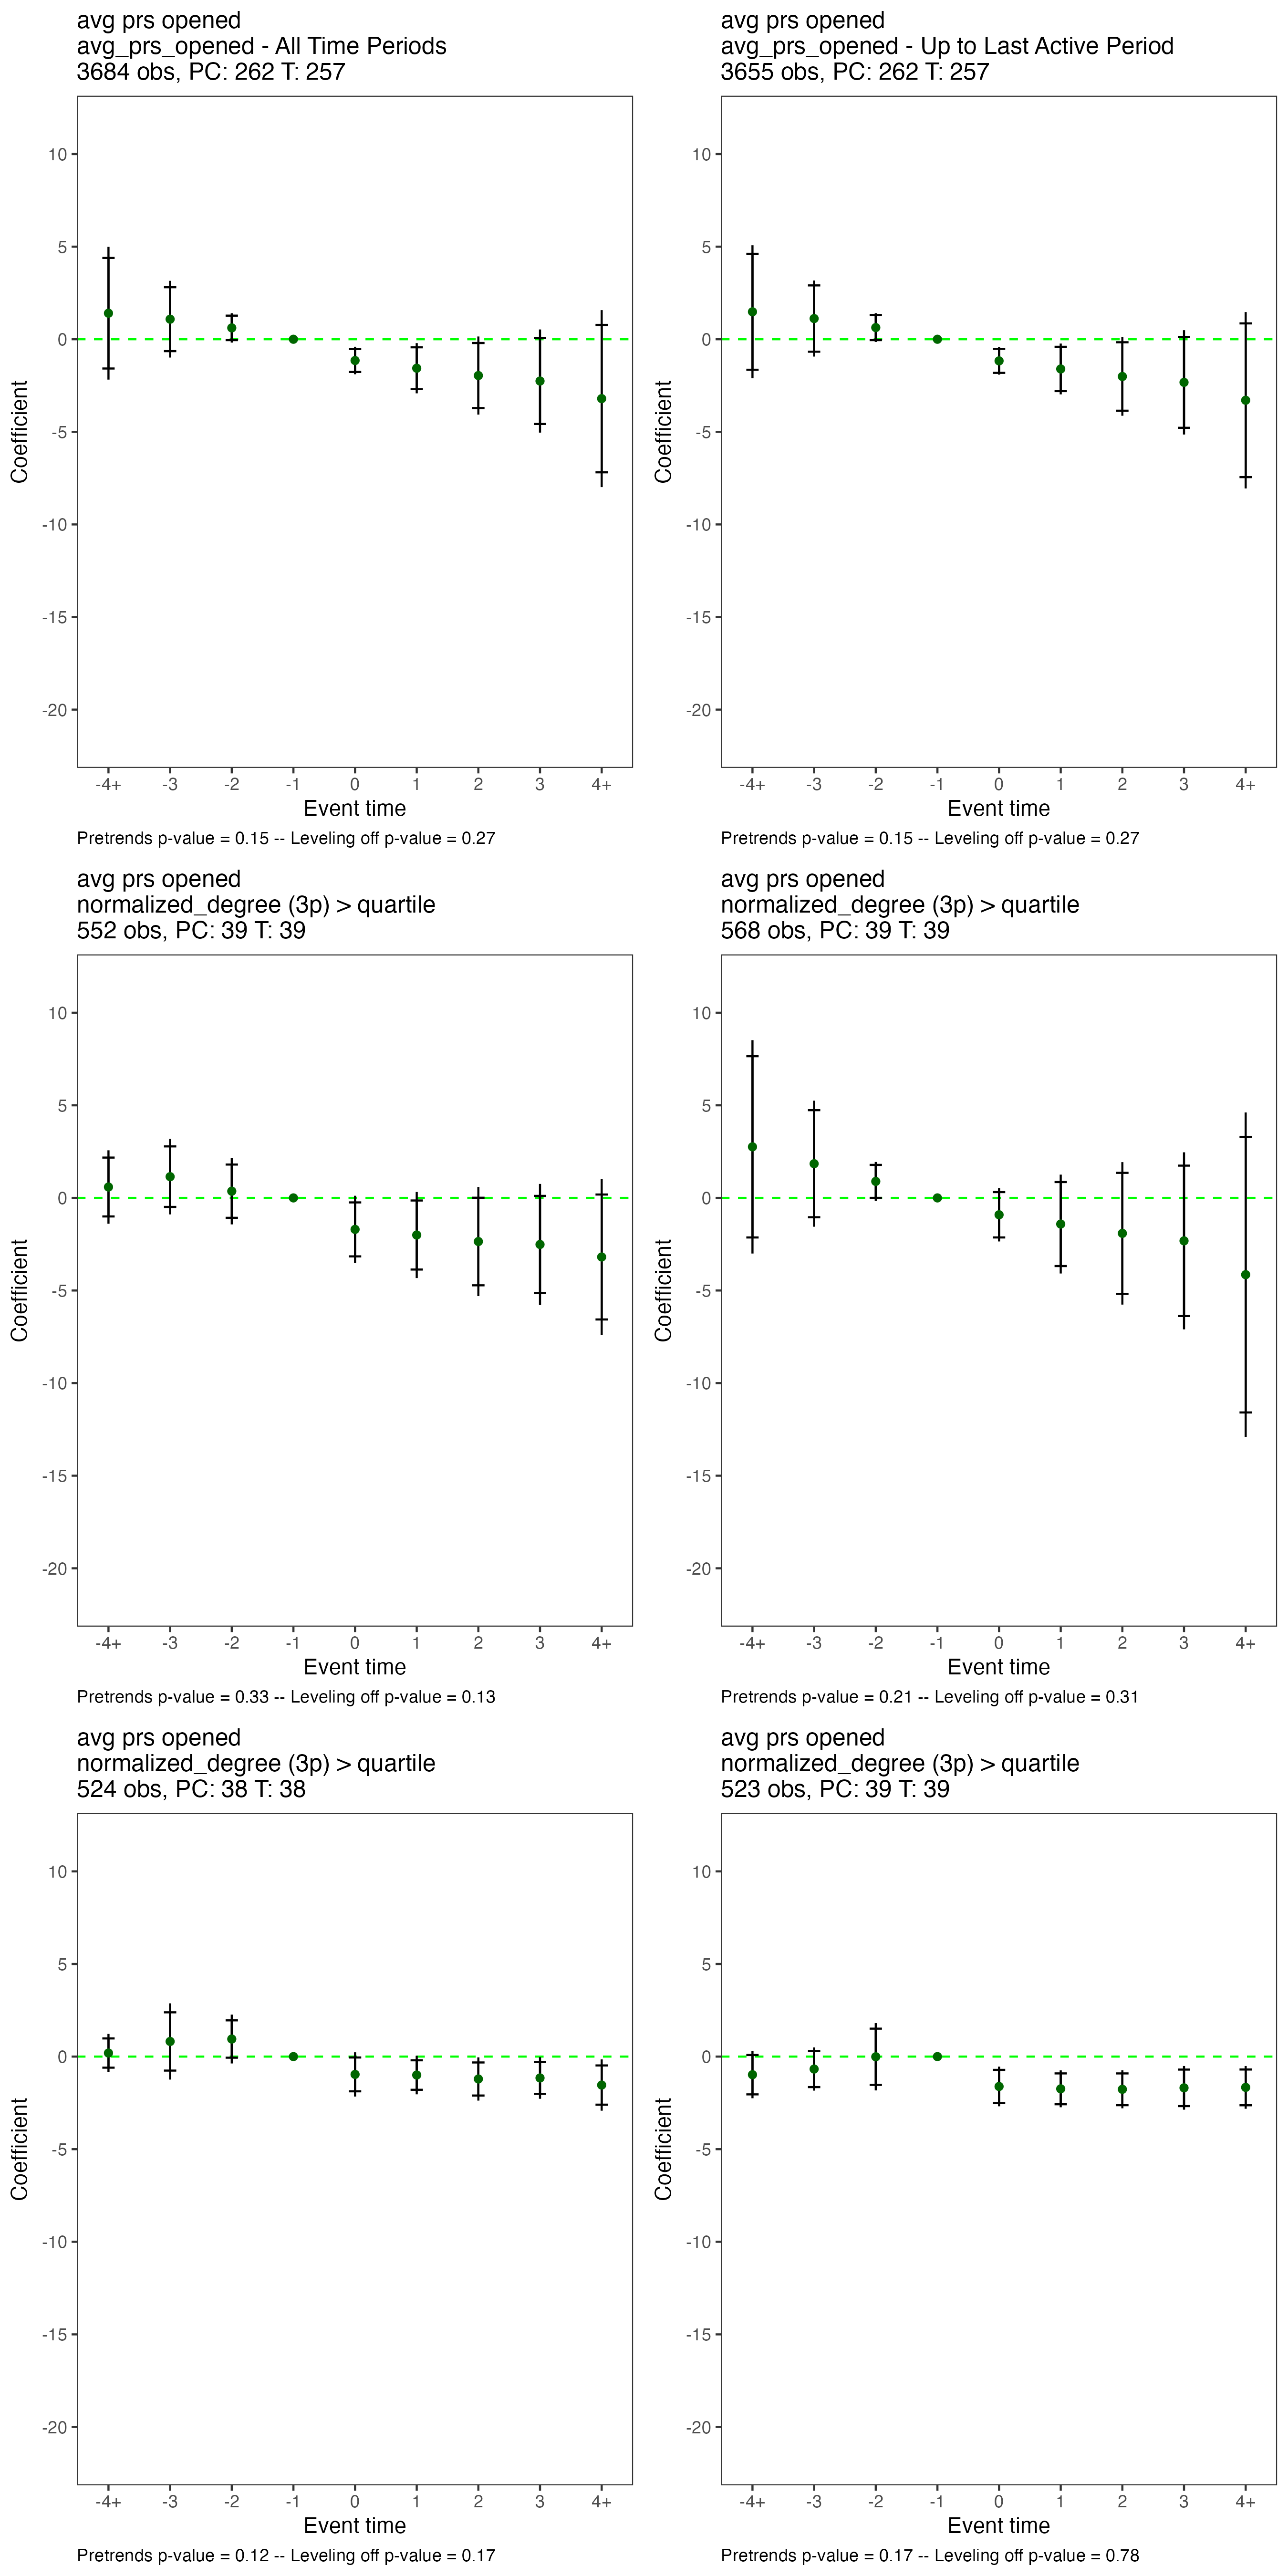 avg prs opened
avg_prs_opened - All Time Periods
3684 obs, PC: 262 T: 257
10
5
0
-5
-10
-15
-20
Coefficient
-4+ -3 -2 -1 0 1 2 3 4+
Event time
Pretrends p-value = 0.15 -- Leveling off p-value = 0.27
avg prs opened
avg_prs_opened - Up to Last Active Period
3655 obs, PC: 262 T: 257
10
5
0
-5
-10
-15
-20
Coefficient
-4+ -3 -2 -1 0 1 2 3 4+
Event time
Pretrends p-value = 0.15 -- Leveling off p-value = 0.27
avg prs opened
normalized_degree (3p) > quartile
552 obs, PC: 39 T: 39
10
5
0
-5
-10
-15
-20
Coefficient
-4+ -3 -2 -1 0 1 2 3 4+
Event time
Pretrends p-value = 0.33 -- Leveling off p-value = 0.13
avg prs opened
normalized_degree (3p) > quartile
568 obs, PC: 39 T: 39
10
5
0
-5
-10
-15
-20
Coefficient
-4+ -3 -2 -1 0 1 2 3 4+
Event time
Pretrends p-value = 0.21 -- Leveling off p-value = 0.31
avg prs opened
normalized_degree (3p) > quartile
524 obs, PC: 38 T: 38
10
5
0
-5
-10
-15
-20
Coefficient
-4+ -3 -2 -1 0 1 2 3 4+
Event time
Pretrends p-value = 0.12 -- Leveling off p-value = 0.17
avg prs opened
normalized_degree (3p) > quartile
523 obs, PC: 39 T: 39
10
5
0
-5
-10
-15
-20
Coefficient
-4+ -3 -2 -1 0 1 2 3 4+
Event time
Pretrends p-value = 0.17 -- Leveling off p-value = 0.78